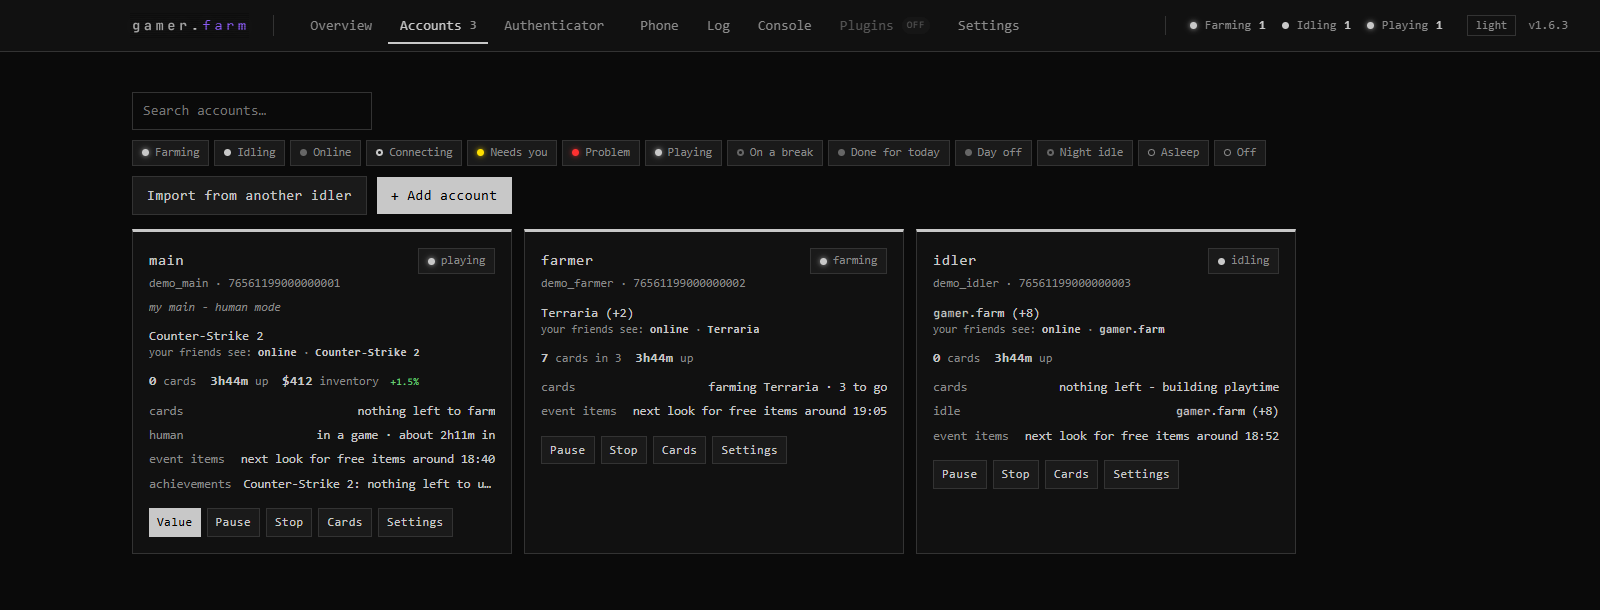 gamer.farm
Overview
Accounts 3
Authenticator
Phone
Log
Console
Plugins OFF
Settings
Farming 1
Idling 1
Playing 1
light
v1.6.3
Search accounts…
Farming
Idling
Online
Connecting
Needs you
Problem
Playing
On a break
Done for today
Day off
Night idle
Asleep
Off
Import from another idler
+ Add account
main
playing
demo_main · 76561199000000001
my main - human mode
Counter-Strike 2
your friends see: online · Counter-Strike 2
0 cards 3h44m up $412 inventory +1.5%
cards nothing left to farm
human in a game · about 2h11m in
event items next look for free items around 18:40
achievements Counter-Strike 2: nothing left to u…
Value
Pause
Stop
Cards
Settings
farmer
farming
demo_farmer · 76561199000000002
Terraria (+2)
your friends see: online · Terraria
7 cards in 3 3h44m up
cards farming Terraria · 3 to go
event items next look for free items around 19:05
Pause
Stop
Cards
Settings
idler
idling
demo_idler · 76561199000000003
gamer.farm (+8)
your friends see: online · gamer.farm
0 cards 3h44m up
cards nothing left - building playtime
idle gamer.farm (+8)
event items next look for free items around 18:52
Pause
Stop
Cards
Settings